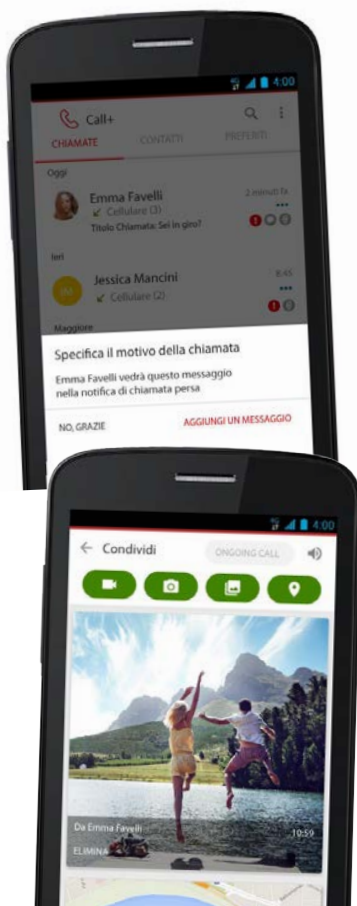 4G 4:00
Call+
CHIAMATE CONTATTI PREFERITI
Oggi
Emma Favelli 2 minuti fa
Cellulare (3)
Titolo Chiamata: Sei in giro?
Ieri
Jessica Mancini 8:45
Cellulare (2)
Maggiore
Specifica il motivo della chiamata
Emma Favelli vedrà questo messaggio
nella notifica di chiamata persa
NO, GRAZIE AGGIUNGI UN MESSAGGIO
4G 4:00
Condividi ONGOING CALL
Da Emma Favelli 10:59
ELIMINA